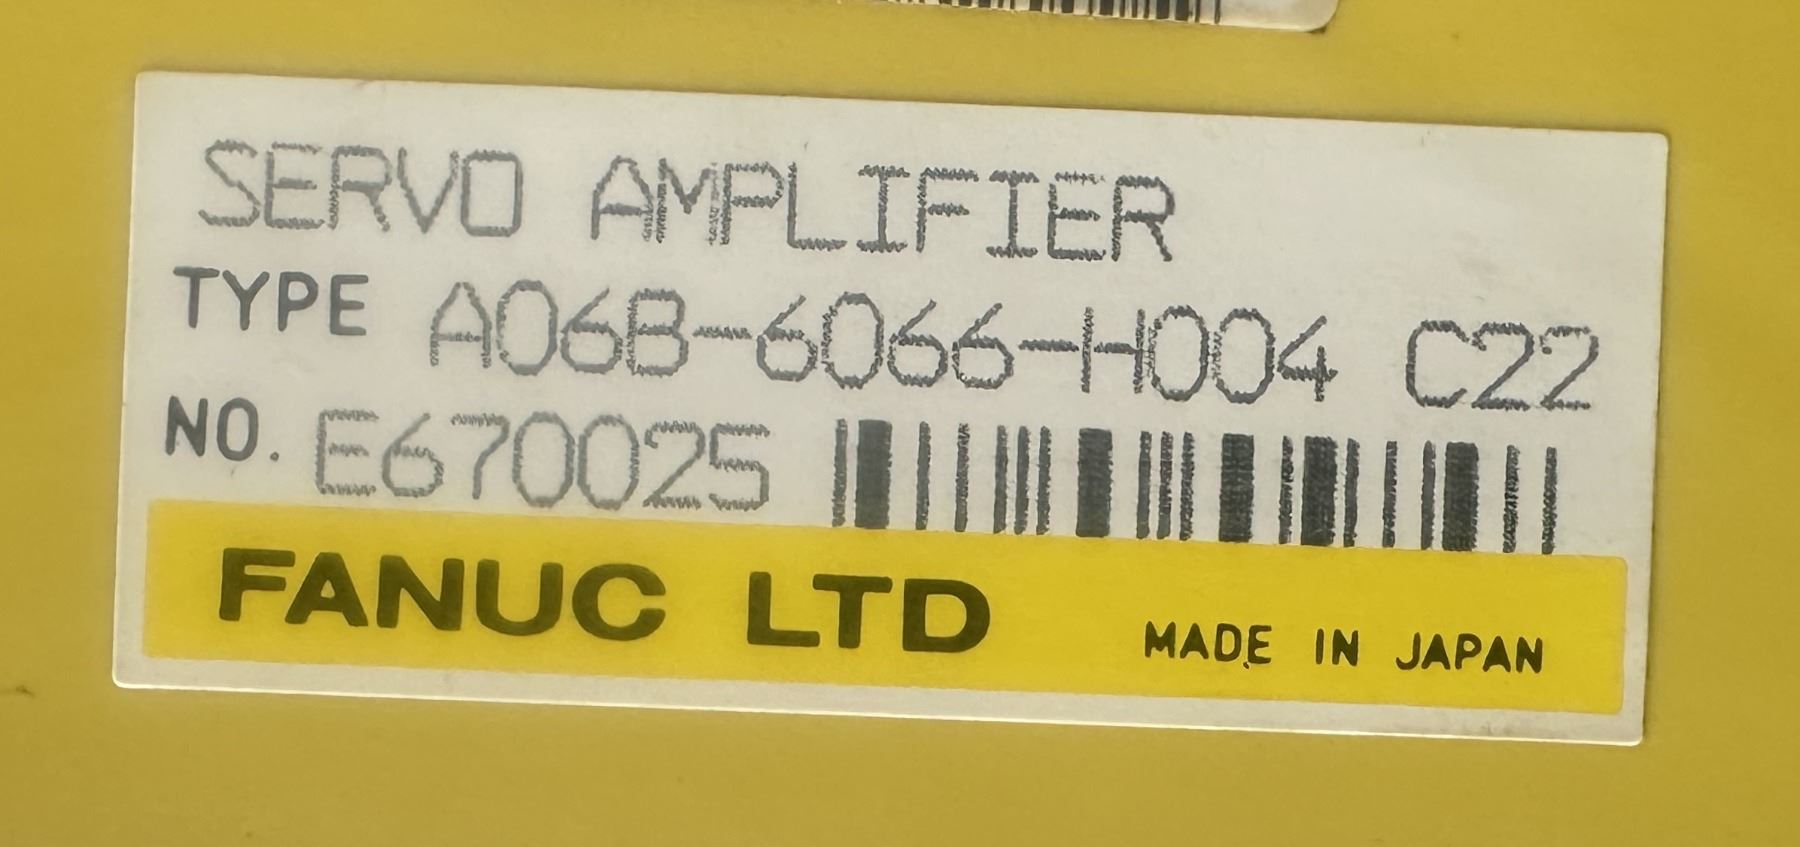 SERVO AMPLIFIER
TYPE A06B-6066-H004 C22
NO. E670025
FANUC LTD MADE IN JAPAN